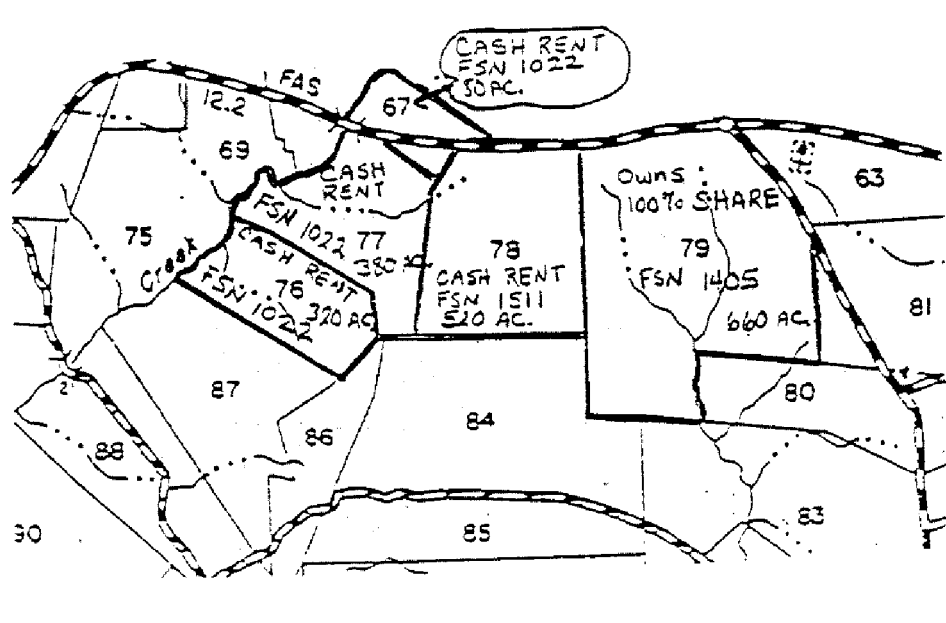 CASH RENT
FSN 1022
50 AC.
FAS
12.2
67
69
CASH
RENT
63
Owns
100% SHARE
FSN 1022
77
380 AC
75
Creek
CASH RENT
76
FSN 1022
320 AC
78
CASH RENT
FSN 1511
520 AC.
79
FSN 1405
660 AC.
81
2
87
80
88
86
84
90
85
83